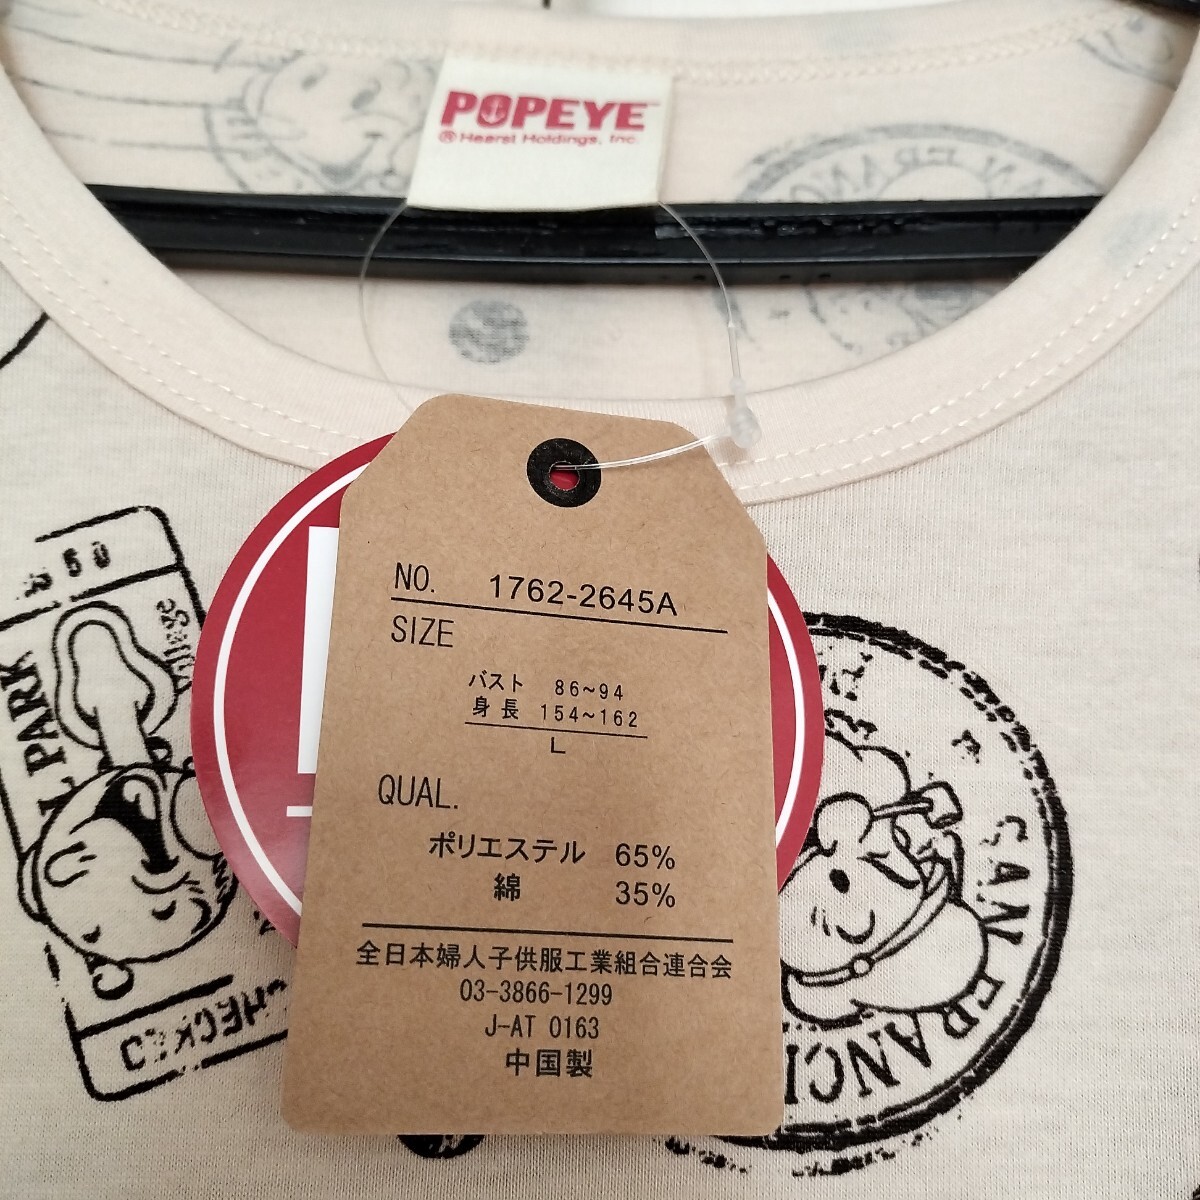 POPEYE™
® Hearst Holdings, Inc.
NO. 1762-2645A
SIZE
バスト 86~94
身長 154~162
L
QUAL.
ポリエステル 65%
綿 35%
全日本婦人子供服工業組合連合会
03-3866-1299
J-AT 0163
中国製
PARK
CHECKED
SAN FRANCI